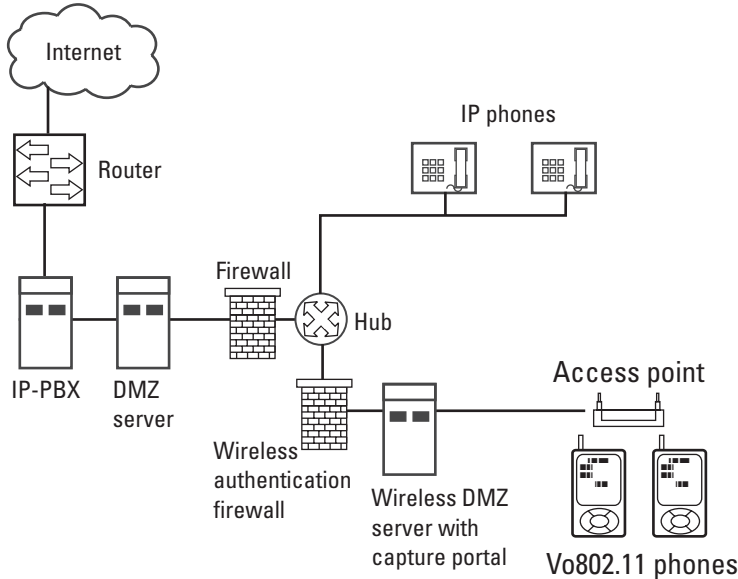 Internet
IP phones
Router
Firewall
Hub
IP-PBX
DMZ
server
Access point
Wireless
authentication
firewall
Wireless DMZ
server with
capture portal
Vo802.11 phones